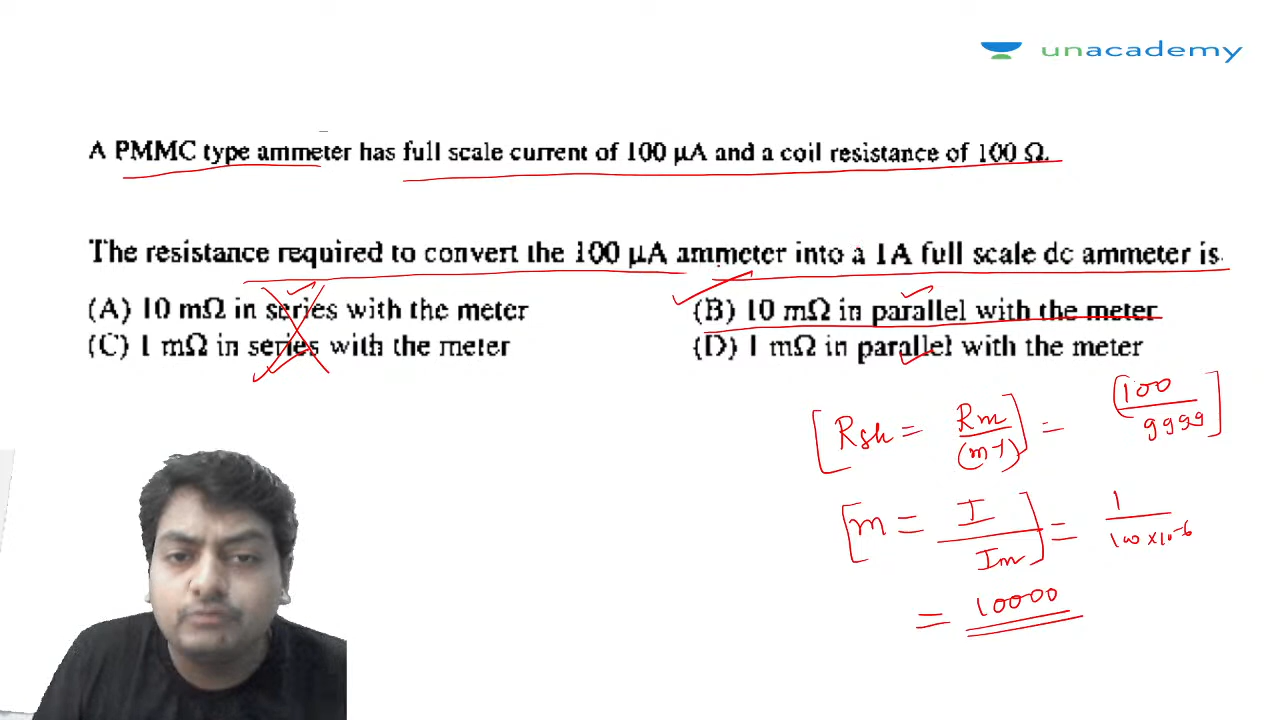 unacademy
A PMMC type ammeter has full scale current of 100 μA and a coil resistance of 100 Ω.
The resistance required to convert the 100 μA ammeter into a 1A full scale dc ammeter is
(A) 10 mΩ in series with the meter (B) 10 mΩ in parallel with the meter
(C) 1 mΩ in series with the meter (D) 1 mΩ in parallel with the meter
[Rsh = Rm/(m-1)] = [100/9999]
[m = I/Im] = 1/100×10-6
= 10000